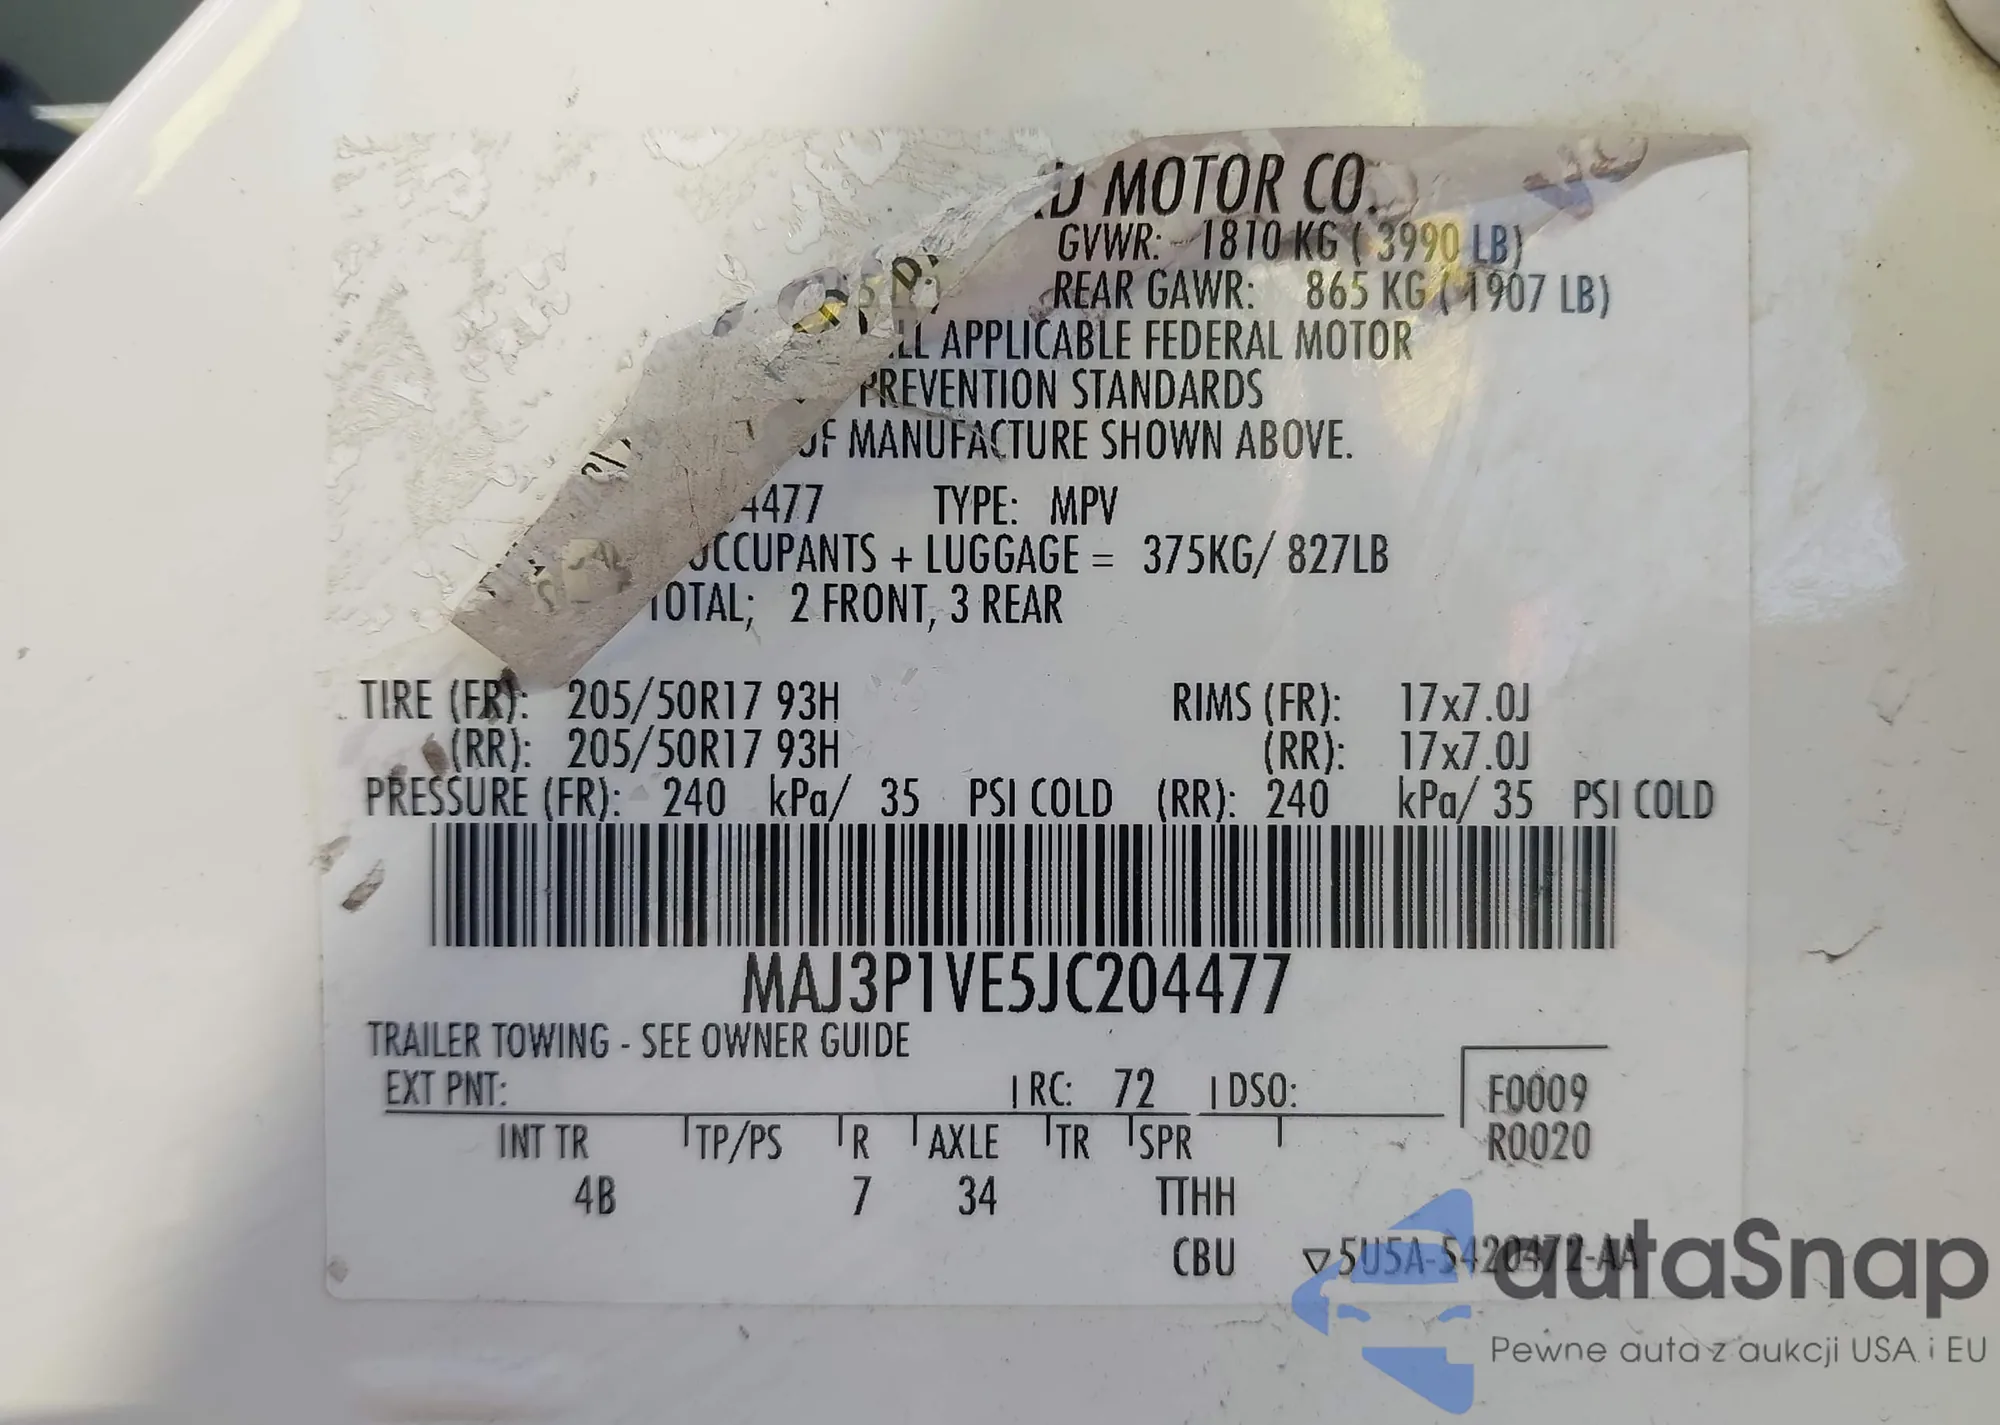 MOTOR CO.
GVWR: 1810 KG ( 3990 LB)
REAR GAWR: 865 KG ( 1907 LB)
APPLICABLE FEDERAL MOTOR
PREVENTION STANDARDS
OF MANUFACTURE SHOWN ABOVE.
4477 TYPE: MPV
OCCUPANTS + LUGGAGE = 375KG/ 827LB
TOTAL; 2 FRONT, 3 REAR
TIRE (FR): 205/50R17 93H RIMS (FR): 17x7.0J
(RR): 205/50R17 93H (RR): 17x7.0J
PRESSURE (FR): 240 kPa/ 35 PSI COLD (RR): 240 kPa/ 35 PSI COLD
MAJ3P1VE5JC204477
TRAILER TOWING - SEE OWNER GUIDE
EXT PNT: RC: 72 DSO: F0009
INT TR TP/PS R AXLE TR SPR R0020
4B 7 34 TTHH
CBU 5U5A-5420472-AA
autaSnap
Pewne auta z aukcji USA i EU